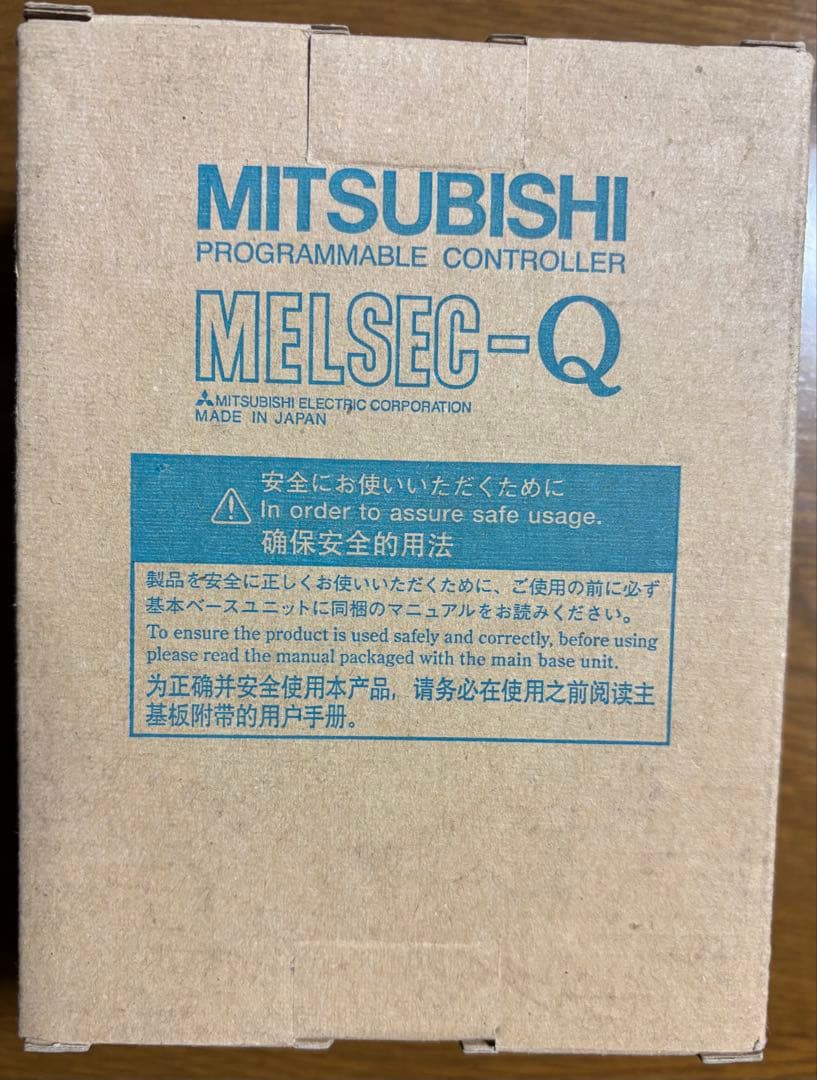 MITSUBISHI
PROGRAMMABLE CONTROLLER
MELSEC-Q
MITSUBISHI ELECTRIC CORPORATION
MADE IN JAPAN
安全にお使いいただくために
In order to assure safe usage.
确保安全的用法
製品を安全に正しくお使いいただくために、ご使用の前に必ず
基本ベースユニットに同梱のマニュアルをお読みください。
To ensure the product is used safely and correctly, before using
please read the manual packaged with the main base unit.
为正确并安全使用本产品，请务必在使用之前阅读主
基板附带的用户手册。